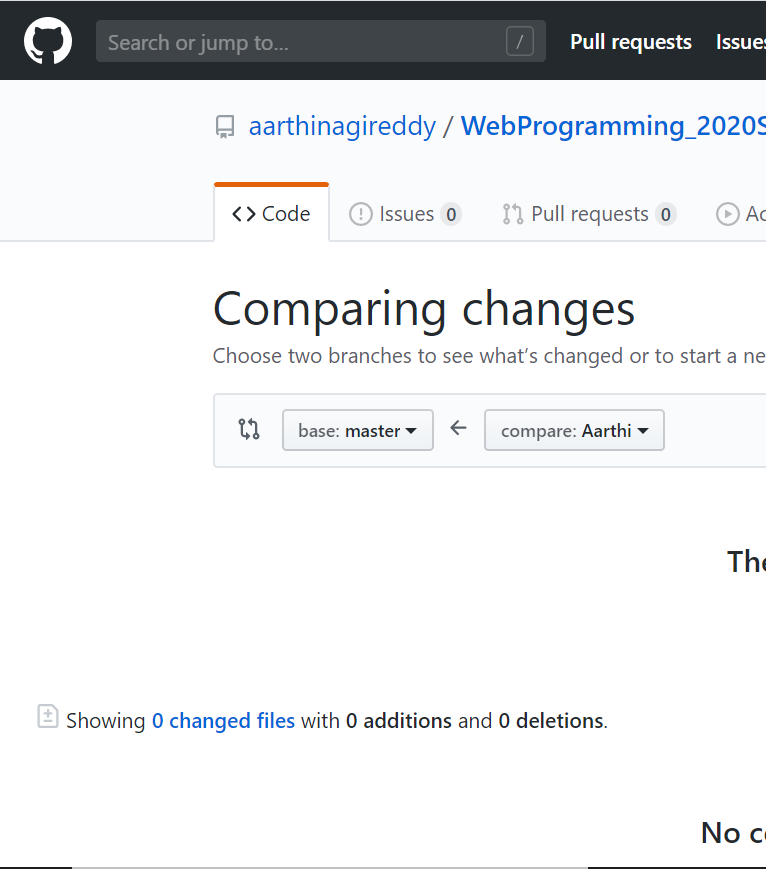 Search or jump to... / Pull requests Issues
aarthinagireddy / WebProgramming_2020S
Code Issues 0 Pull requests 0 Ac
Comparing changes
Choose two branches to see what’s changed or to start a ne
base: master compare: Aarthi
The
Showing 0 changed files with 0 additions and 0 deletions.
No co